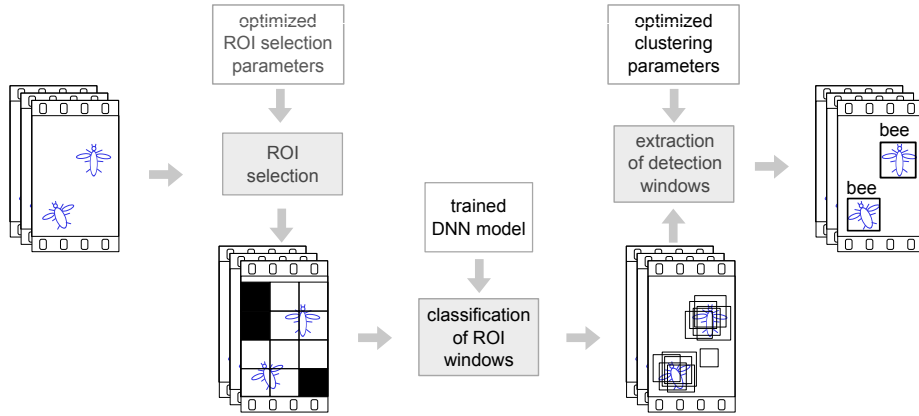 optimized
ROI selection
parameters
ROI
selection
trained
DNN model
classification
of ROI
windows
optimized
clustering
parameters
extraction
of detection
windows
bee
bee